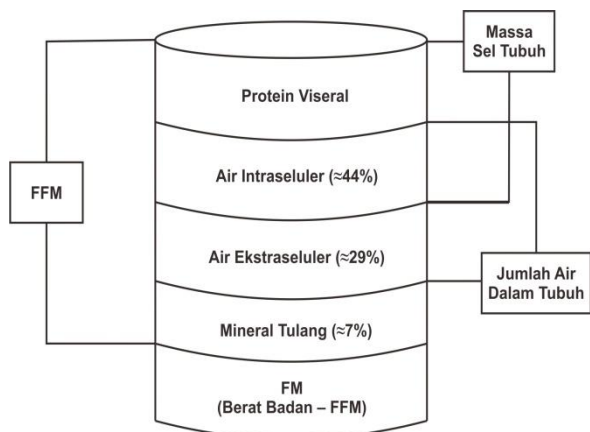 Massa
Sel Tubuh
Protein Viseral
Air Intraseluler (≈44%)
FFM
Air Ekstraseluler (≈29%)
Jumlah Air
Dalam Tubuh
Mineral Tulang (≈7%)
FM
(Berat Badan – FFM)